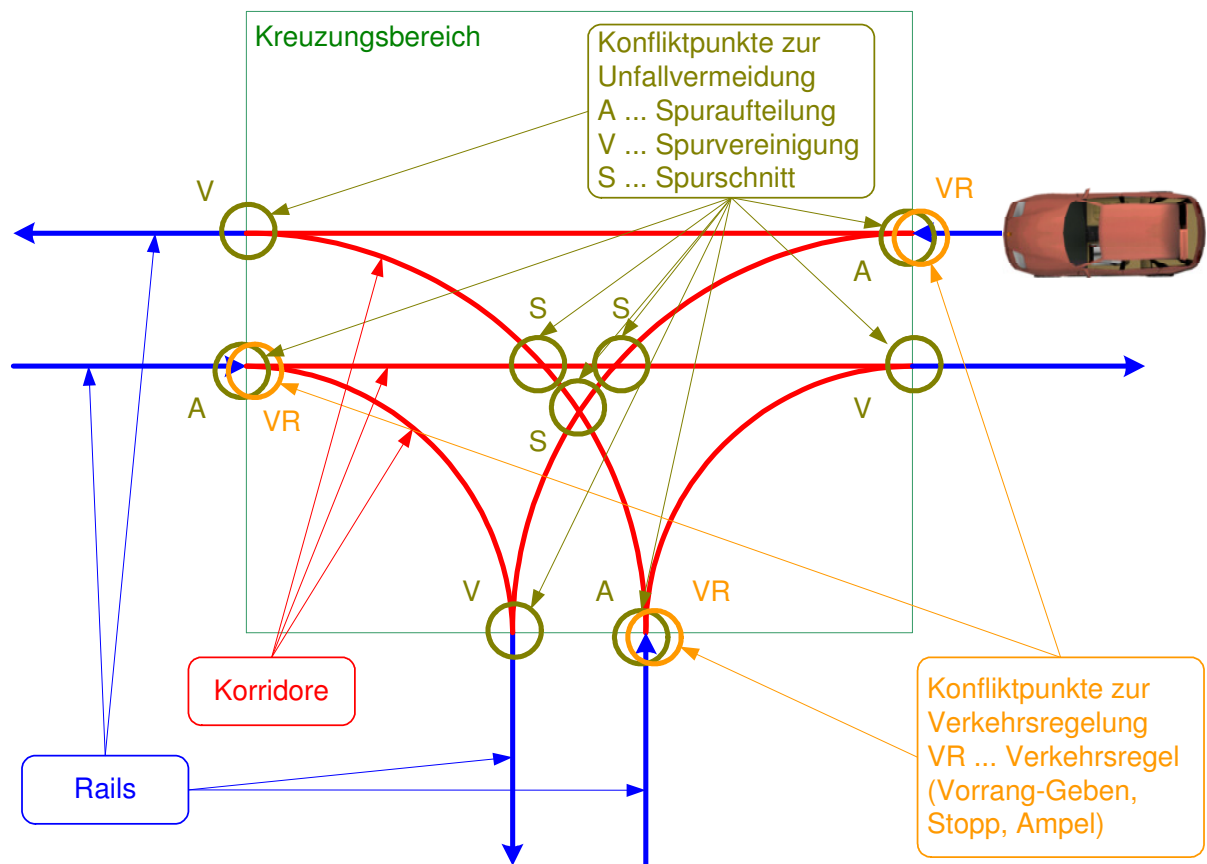 Kreuzungsbereich
Konfliktpunkte zur
Unfallvermeidung
A ... Spuraufteilung
V ... Spurvereinigung
S ... Spurschnitt
V
VR
A
S
S
A
VR
S
V
V
A
VR
Korridore
Rails
Konfliktpunkte zur
Verkehrsregelung
VR ... Verkehrsregel
(Vorrang-Geben,
Stopp, Ampel)